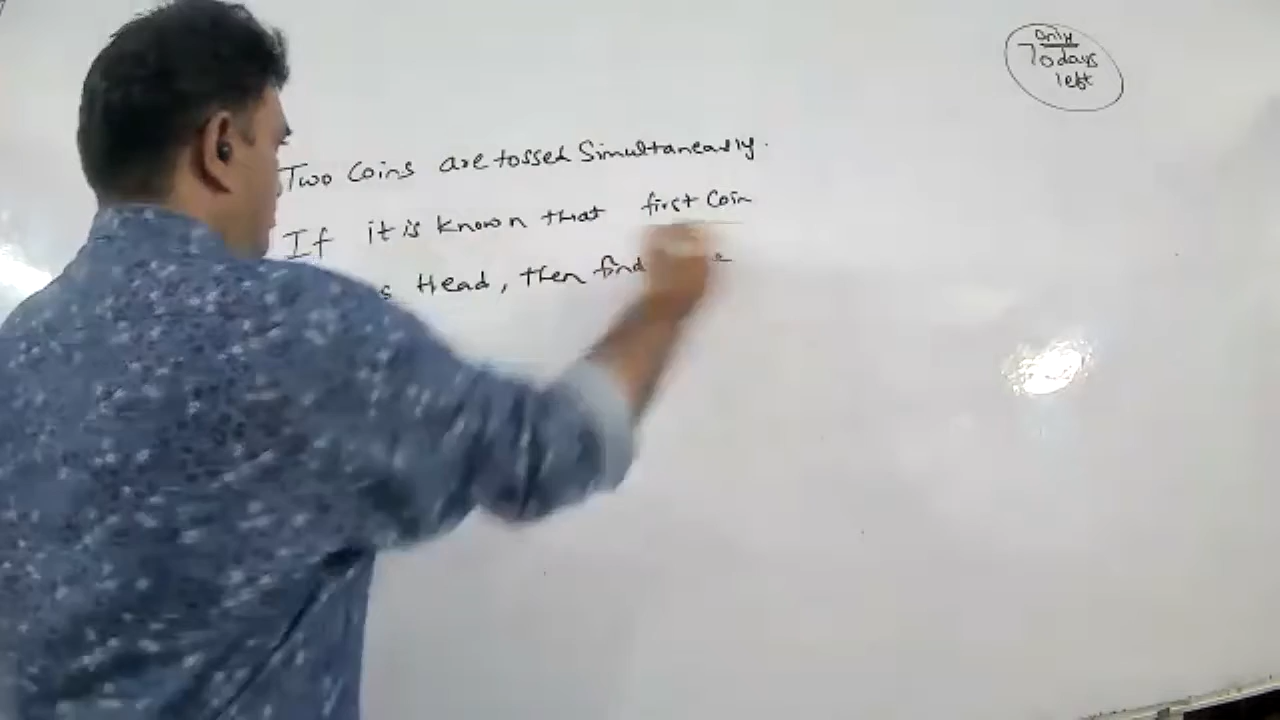 Two Coins are tossed Simultaneously.
If it is known that first Coin
Head, then find
Only
70 days
left